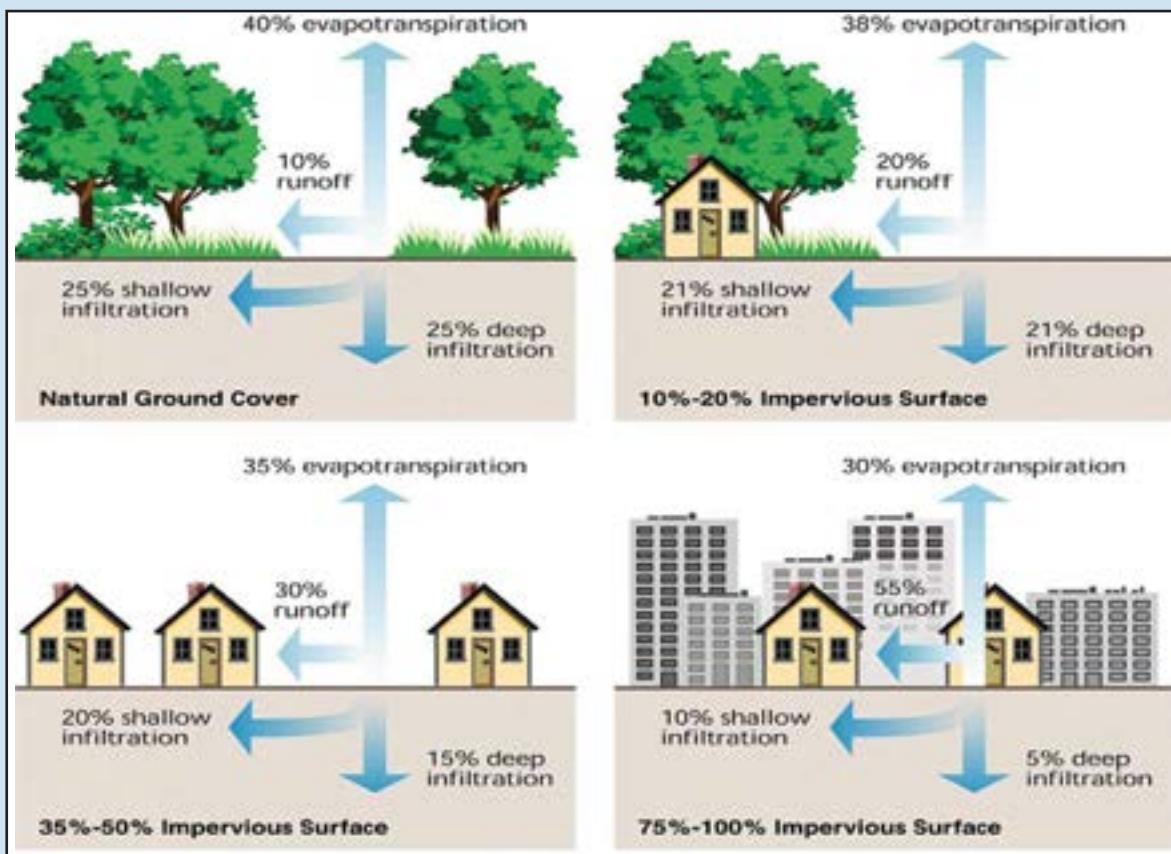 40% evapotranspiration
10%
runoff
25% shallow
infiltration
25% deep
infiltration
Natural Ground Cover
38% evapotranspiration
20%
runoff
21% shallow
infiltration
21% deep
infiltration
10%-20% Impervious Surface
35% evapotranspiration
30%
runoff
20% shallow
infiltration
15% deep
infiltration
35%-50% Impervious Surface
30% evapotranspiration
55%
runoff
10% shallow
infiltration
5% deep
infiltration
75%-100% Impervious Surface